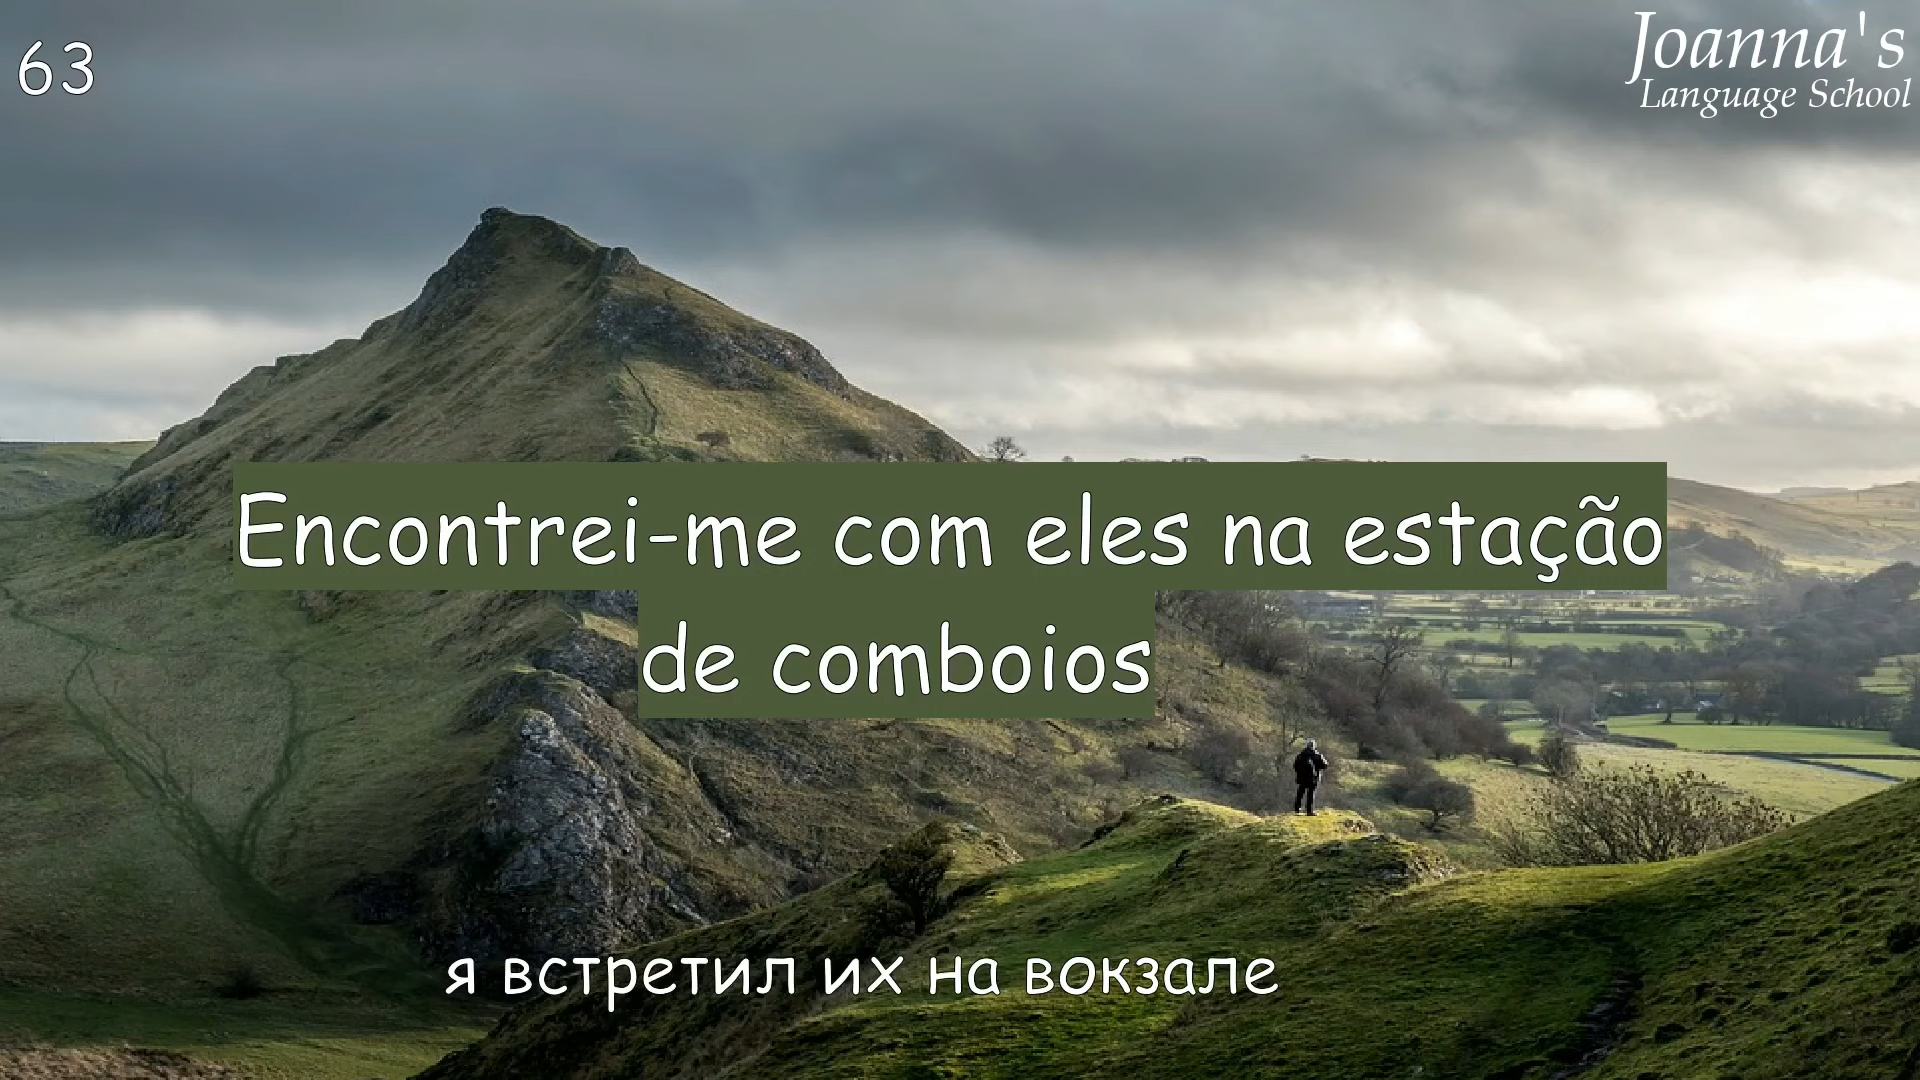 63
Joanna's
Language School
Encontrei-me com eles na estação
de comboios
я встретил их на вокзале